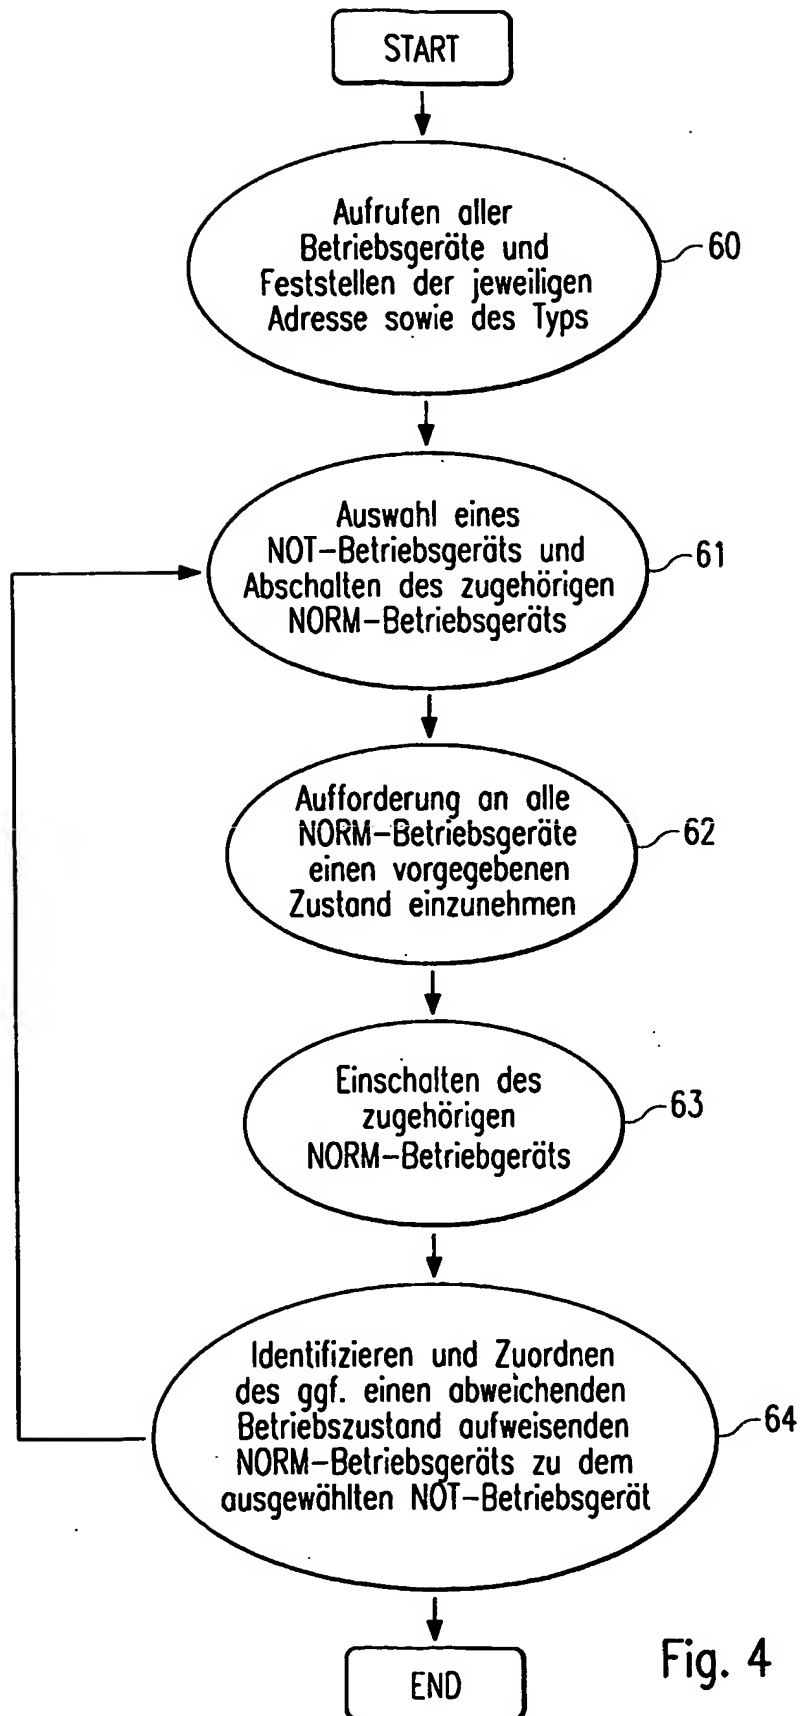 START
Aufrufen aller
Betriebsgeräte und
Feststellen der jeweiligen
Adresse sowie des Typs
60
Auswahl eines
NOT-Betriebsgeräts und
Abschalten des zugehörigen
NORM-Betriebsgeräts
61
Aufforderung an alle
NORM-Betriebsgeräte
einen vorgegebenen
Zustand einzunehmen
62
Einschalten des
zugehörigen
NORM-Betriebgeräts
63
Identifizieren und Zuordnen
des ggf. einen abweichenden
Betriebszustand aufweisenden
NORM-Betriebsgeräts zu dem
ausgewählten NOT-Betriebsgerät
64
END
Fig. 4